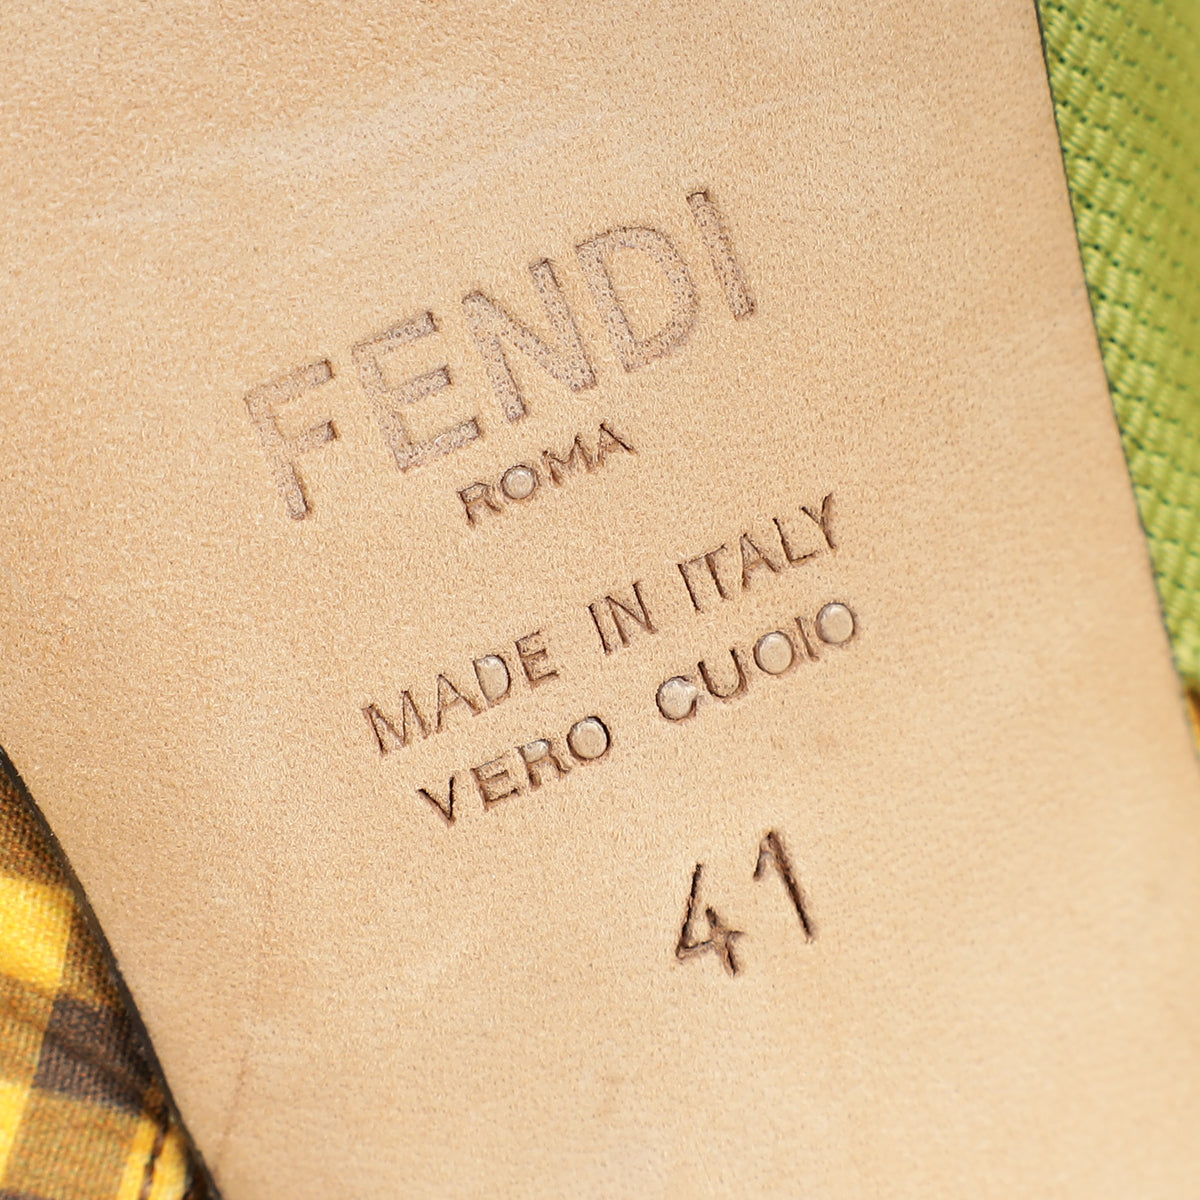 FENDI
ROMA
MADE IN ITALY
VERO CUOIO
41